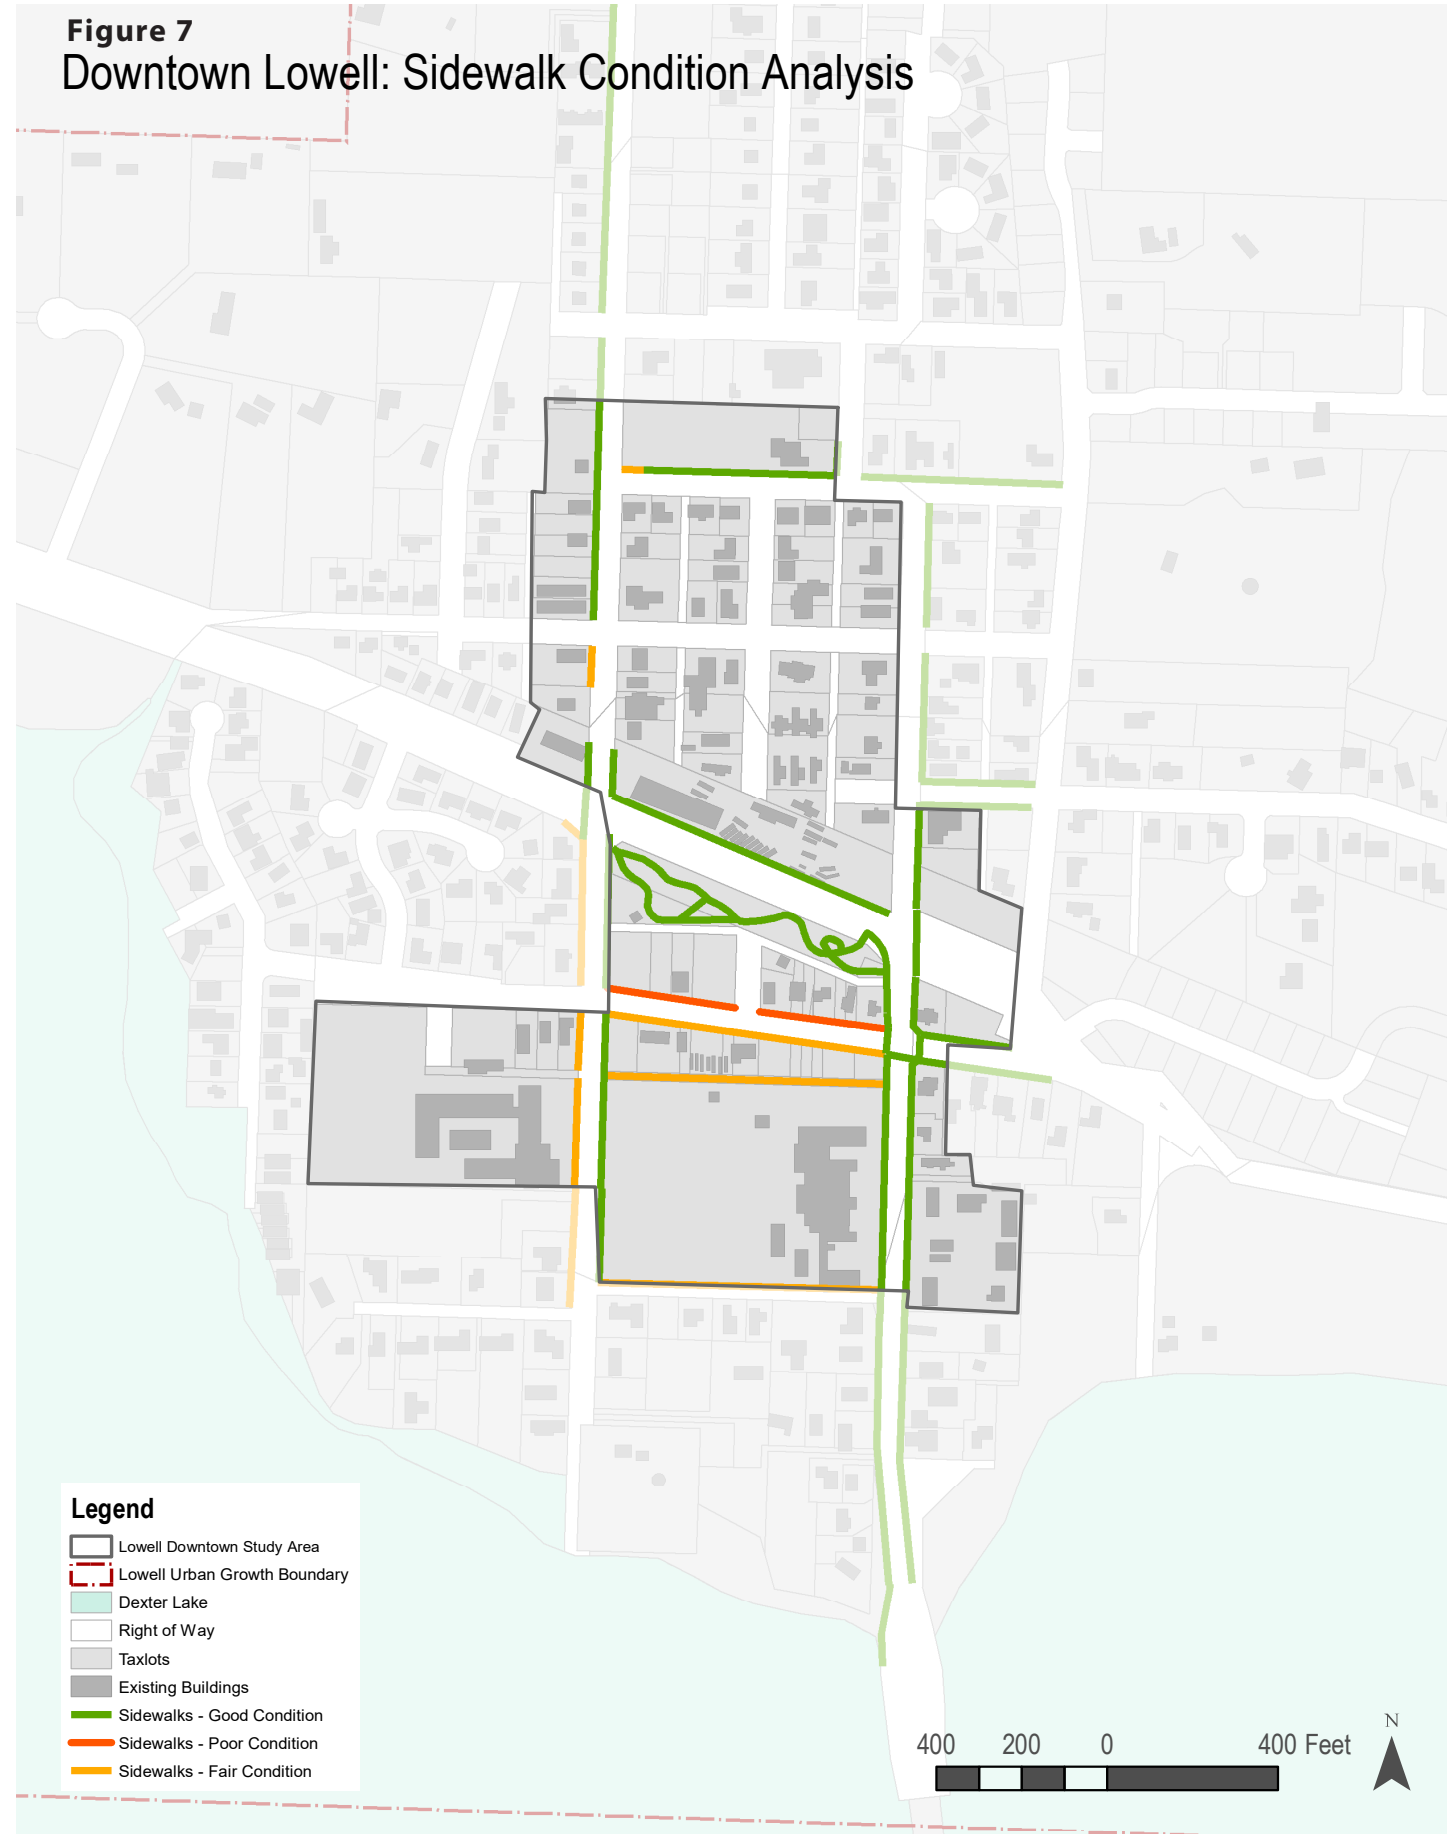 Figure 7
Downtown Lowell: Sidewalk Condition Analysis
Legend
Lowell Downtown Study Area
Lowell Urban Growth Boundary
Dexter Lake
Right of Way
Taxlots
Existing Buildings
Sidewalks - Good Condition
Sidewalks - Poor Condition
Sidewalks - Fair Condition
400 200 0 400 Feet
N